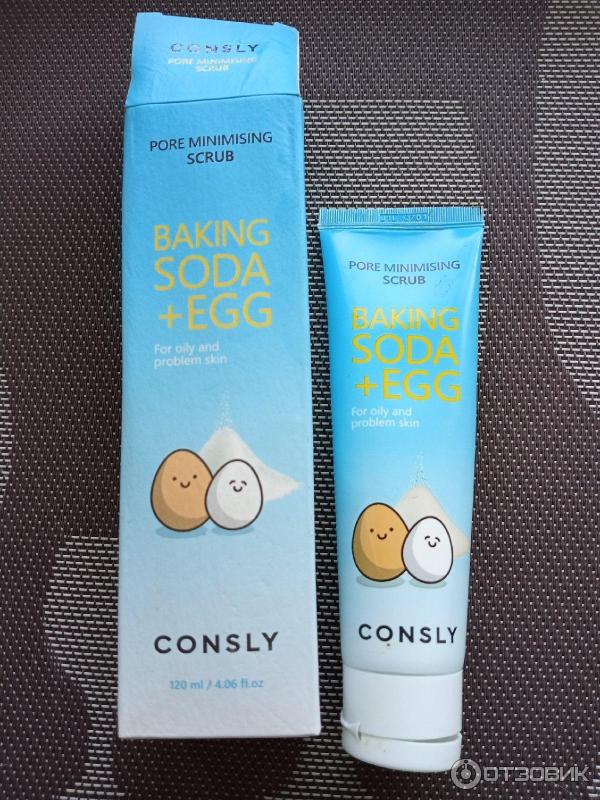 CONSLY
PORE MINIMISING
SCRUB
PORE MINIMISING
SCRUB
BAKING
SODA
+EGG
For oily and
problem skin
CONSLY
120 ml / 4.06 fl.oz
PORE MINIMISING
SCRUB
BAKING
SODA
+EGG
For oily and
problem skin
CONSLY
ОТЗОВИК